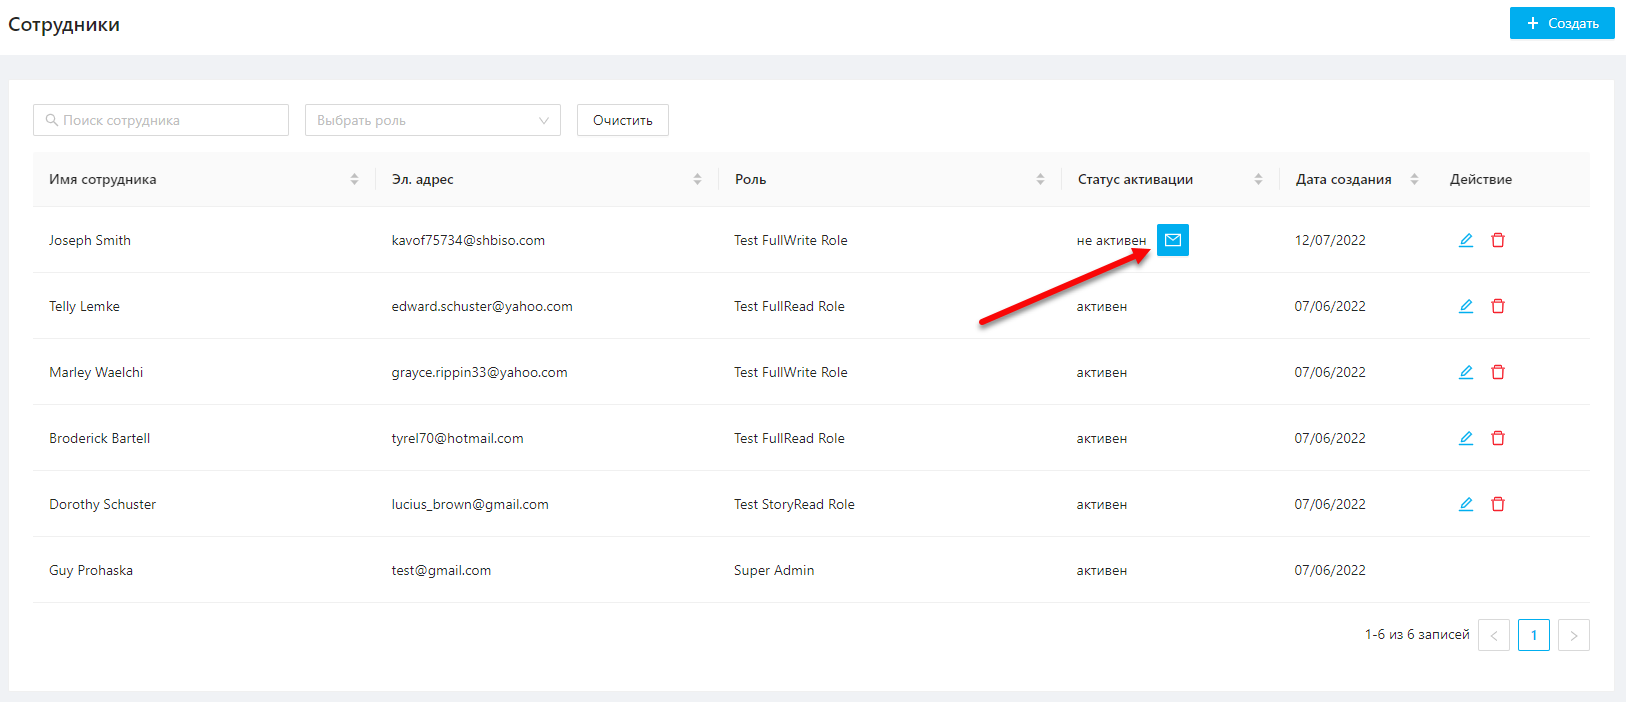 Сотрудники
Создать
Поиск сотрудника Выбрать роль Очистить
Имя сотрудника Эл. адрес Роль Статус активации Дата создания Действие
Joseph Smith kavof75734@shbiso.com Test FullWrite Role не активен 12/07/2022
Telly Lemke edward.schuster@yahoo.com Test FullRead Role активен 07/06/2022
Marley Waelchi grayce.rippin33@yahoo.com Test FullWrite Role активен 07/06/2022
Broderick Bartell tyrel70@hotmail.com Test FullRead Role активен 07/06/2022
Dorothy Schuster lucius_brown@gmail.com Test StoryRead Role активен 07/06/2022
Guy Prohaska test@gmail.com Super Admin активен 07/06/2022
1-6 из 6 записей < 1 >